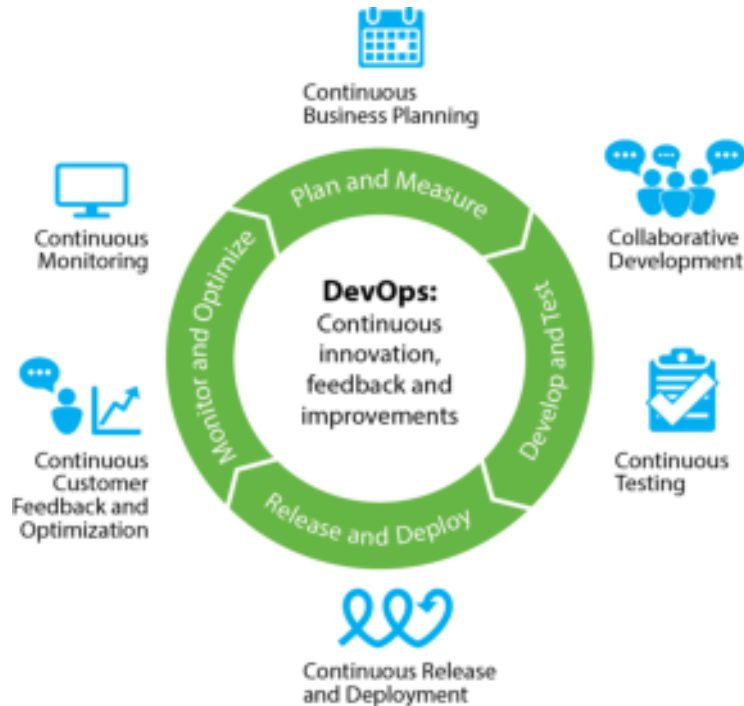 Continuous
Business Planning
Plan and Measure
Continuous
Monitoring
Collaborative
Development
Monitor and Optimize
DevOps:
Continuous
innovation,
feedback and
improvements
Develop and Test
Continuous
Customer
Feedback and
Optimization
Continuous
Testing
Release and Deploy
Continuous Release
and Deployment